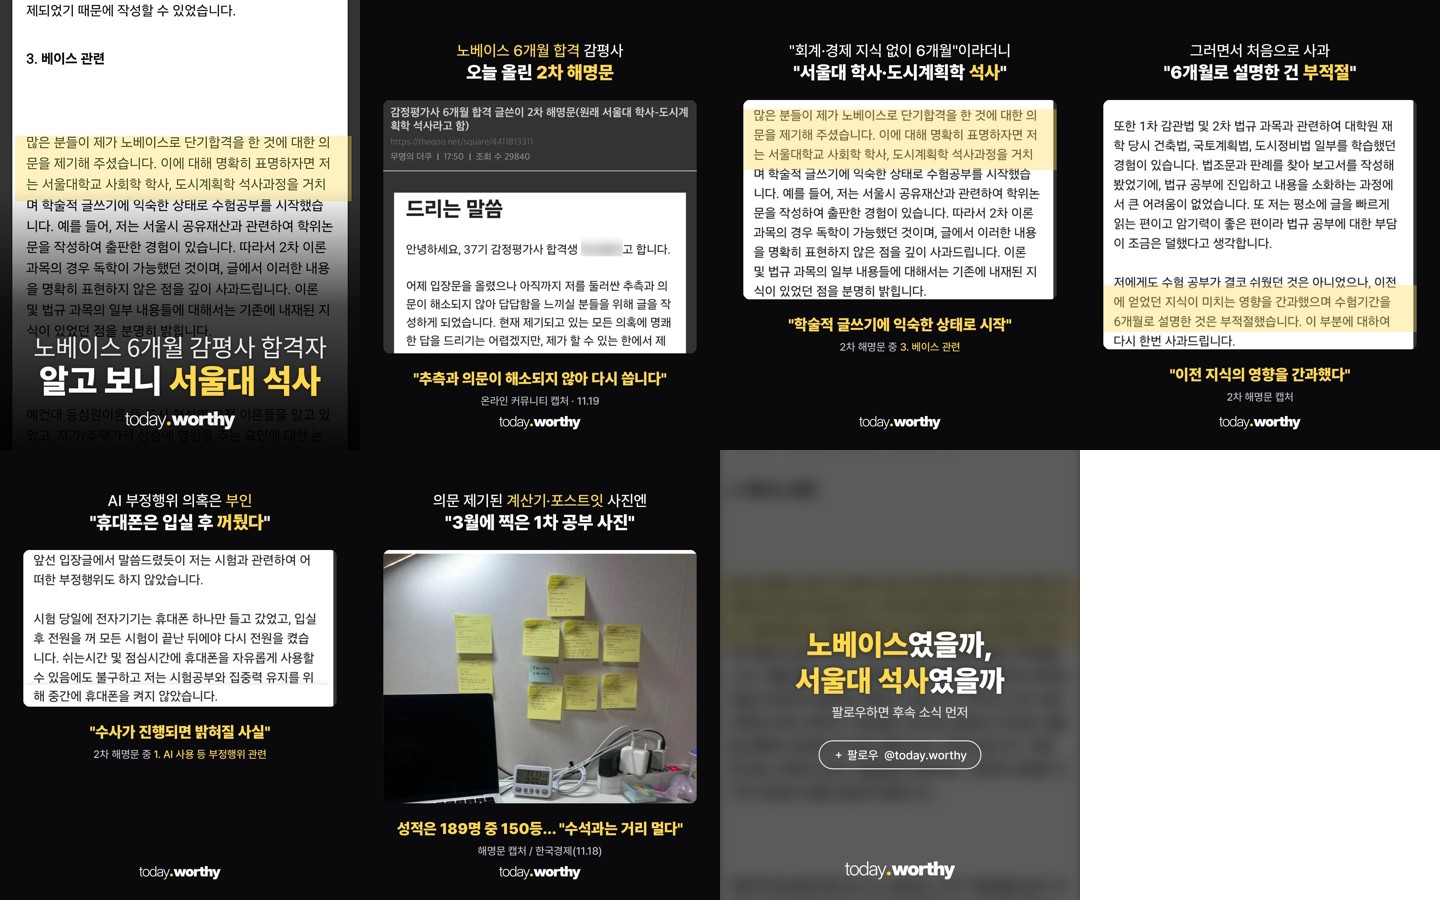 제되었기 때문에 작성할 수 있었습니다.
3. 베이스 관련
많은 분들이 제가 노베이스로 단기합격을 한 것에 대한 의
문을 제기해 주셨습니다. 이에 대해 명확히 표명하자면 저
는 서울대학교 사회학 학사, 도시계획학 석사과정을 거치
며 학술적 글쓰기에 익숙한 상태로 수험공부를 시작했습
니다. 예를 들어, 저는 서울시 공유재산과 관련하여 학위논
문을 작성하여 출판한 경험이 있습니다. 따라서 2차 이론
과목의 경우 독학이 가능했던 것이며, 글에서 이러한 내용
을 명확히 표현하지 않은 점을 깊이 사과드립니다. 이론
및 법규 과목의 일부 내용들에 대해서는 기존에 내재된 지
식이 있었던 점을 분명히 밝힙니다.
노베이스 6개월 감평사 합격자
알고 보니 서울대 석사
today.worthy
노베이스 6개월 합격 감평사
오늘 올린 2차 해명문
감정평가사 6개월 합격 글쓴이 2차 해명문(원래 서울대 학사-도시계
획학 석사라고 함)
https://theqoo.net/square/4411813311
무명의 더쿠 | 17:50 | 조회 수 29840
드리는 말씀
안녕하세요, 37기 감정평가사 합격생 고 합니다.
어제 입장문을 올렸으나 아직까지 저를 둘러싼 추측과 의
문이 해소되지 않아 답답함을 느끼실 분들을 위해 글을 작
성하게 되었습니다. 현재 제기되고 있는 모든 의혹에 명쾌
한 답을 드리기는 어렵겠지만, 제가 할 수 있는 한에서 제
"추측과 의문이 해소되지 않아 다시 씁니다"
온라인 커뮤니티 캡처 · 11.19
today.worthy
"회계·경제 지식 없이 6개월"이라더니
"서울대 학사·도시계획학 석사"
많은 분들이 제가 노베이스로 단기합격을 한 것에 대한 의
문을 제기해 주셨습니다. 이에 대해 명확히 표명하자면 저
는 서울대학교 사회학 학사, 도시계획학 석사과정을 거치
며 학술적 글쓰기에 익숙한 상태로 수험공부를 시작했습
니다. 예를 들어, 저는 서울시 공유재산과 관련하여 학위논
문을 작성하여 출판한 경험이 있습니다. 따라서 2차 이론
과목의 경우 독학이 가능했던 것이며, 글에서 이러한 내용
을 명확히 표현하지 않은 점을 깊이 사과드립니다. 이론
및 법규 과목의 일부 내용들에 대해서는 기존에 내재된 지
식이 있었던 점을 분명히 밝힙니다.
"학술적 글쓰기에 익숙한 상태로 시작"
2차 해명문 중 3. 베이스 관련
today.worthy
그러면서 처음으로 사과
"6개월로 설명한 건 부적절"
또한 1차 감관법 및 2차 법규 과목과 관련하여 대학원 재
학 당시 건축법, 국토계획법, 도시정비법 일부를 학습했던
경험이 있습니다. 법조문과 판례를 찾아 보고서를 작성해
봤었기에, 법규 공부에 진입하고 내용을 소화하는 과정에
서 큰 어려움이 없었습니다. 또 저는 평소에 글을 빠르게
읽는 편이고 암기력이 좋은 편이라 법규 공부에 대한 부담
이 조금은 덜했다고 생각합니다.
저에게도 수험 공부가 결코 쉬웠던 것은 아니었으나, 이전
에 얻었던 지식이 미치는 영향을 간과했으며 수험기간을
6개월로 설명한 것은 부적절했습니다. 이 부분에 대하여
다시 한번 사과드립니다.
"이전 지식의 영향을 간과했다"
2차 해명문 캡처
today.worthy
AI 부정행위 의혹은 부인
"휴대폰은 입실 후 꺼뒀다"
앞선 입장글에서 말씀드렸듯이 저는 시험과 관련하여 어
떠한 부정행위도 하지 않았습니다.
시험 당일에 전자기기는 휴대폰 하나만 들고 갔었고, 입실
후 전원을 꺼 모든 시험이 끝난 뒤에야 다시 전원을 켰습
니다. 쉬는시간 및 점심시간에 휴대폰을 자유롭게 사용할
수 있음에도 불구하고 저는 시험공부와 집중력 유지를 위
해 중간에 휴대폰을 켜지 않았습니다.
"수사가 진행되면 밝혀질 사실"
2차 해명문 중 1. AI 사용 등 부정행위 관련
today.worthy
의문 제기된 계산기·포스트잇 사진엔
"3월에 찍은 1차 공부 사진"
성적은 189명 중 150등... "수석과는 거리 멀다"
해명문 캡처 / 한국경제(11.18)
today.worthy
노베이스였을까,
서울대 석사였을까
팔로우하면 후속 소식 먼저
+ 팔로우 @today.worthy
today.worthy